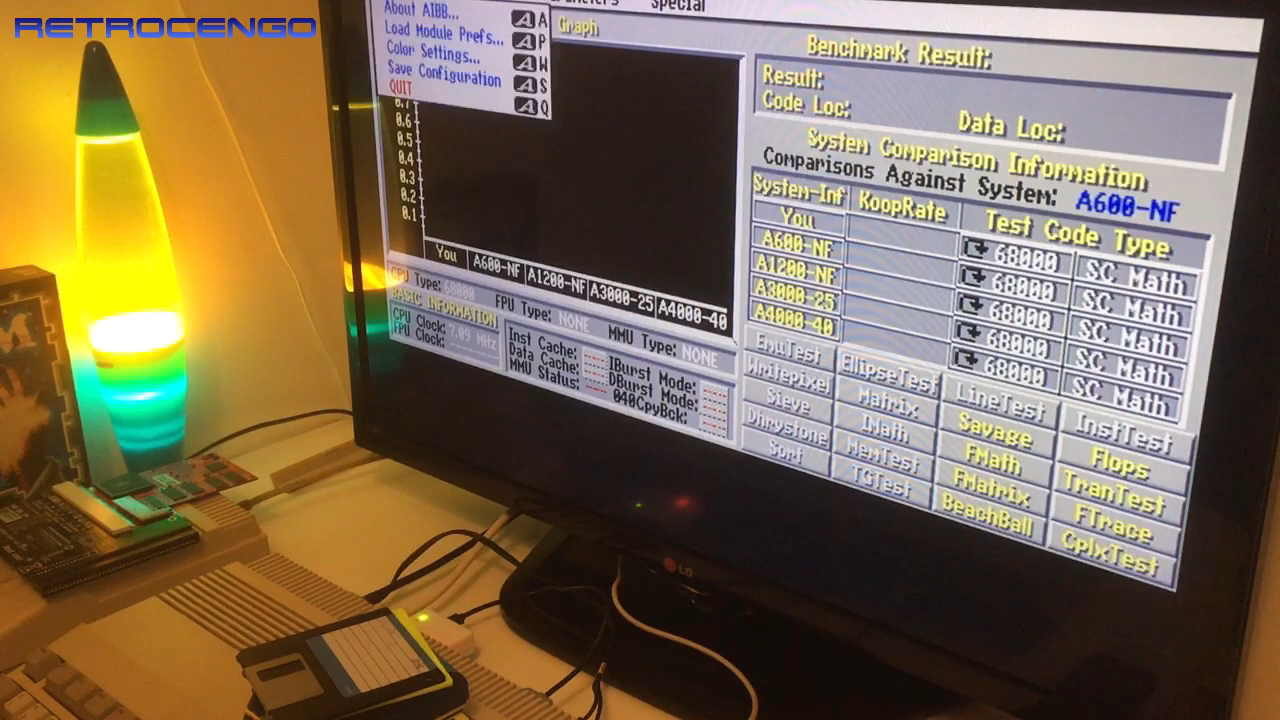 RETROCENGO
Special
About AIBB...
A
Load Module Prefs...
P
Color Settings...
W
Save Configuration
S
QUIT
Q
Graph
0.7
0.6
0.5
0.4
0.3
0.2
0.1
You A600-NF A1200-NF A3000-25 A4000-40
CPU Type: 68000
FPU Type: NONE
MMU Type: NONE
BASIC INFORMATION
CPU Clock: 7.09 MHz
FPU Clock:
Inst Cache:
Data Cache:
MMU Status:
IBurst Mode:
DBurst Mode:
040CpyBck:
Benchmark Result:
Result:
Code Loc:
Data Loc:
System Comparison Information
Comparisons Against System: A600-NF
System-Inf KoopRate Test Code Type
You 68000 SC Math
A600-NF 68000 SC Math
A1200-NF 68000 SC Math
A3000-25 68000 SC Math
A4000-40 68000 SC Math
EmuTest EllipseTest LineTest InstTest
Writepixel Matrix Savage Flops
Sieve IMath FMath TranTest
Dhrystone MemTest FMatrix FTrace
Sort TGTest BeachBall CplxTest
LG